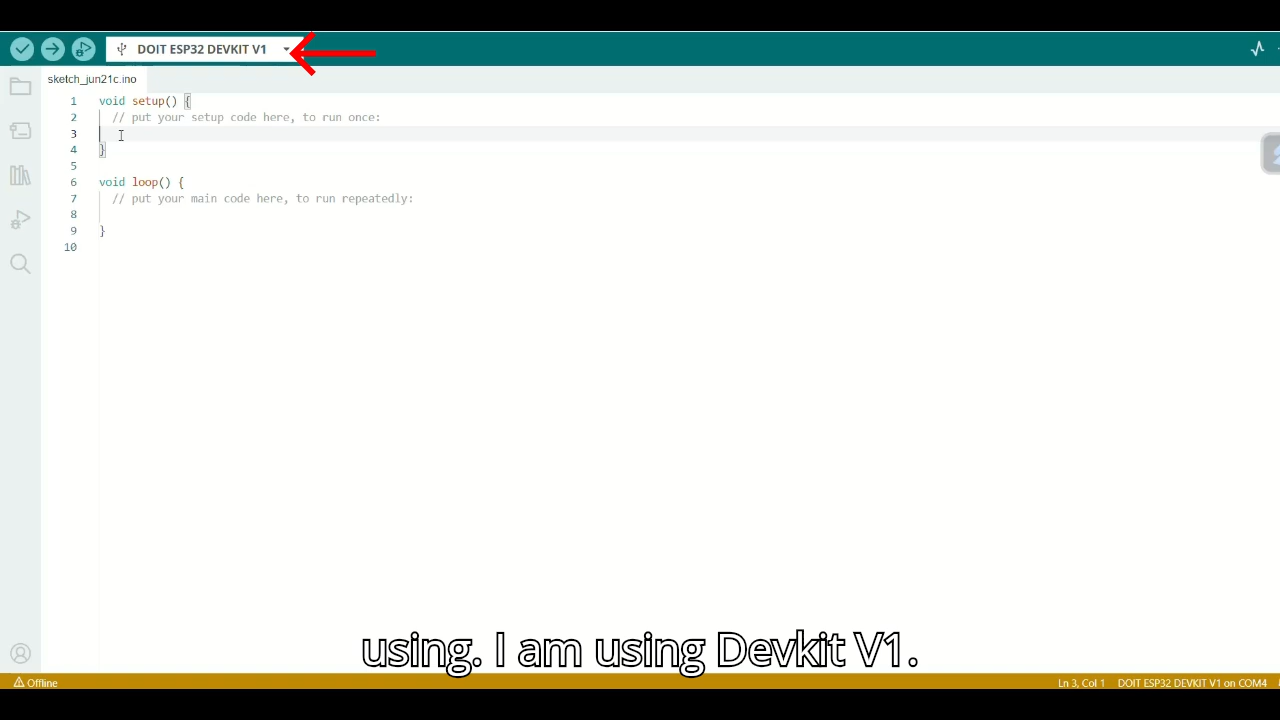 DOIT ESP32 DEVKIT V1
sketch_jun21c.ino
1 void setup() {
2 // put your setup code here, to run once:
3
4 }
5
6 void loop() {
7 // put your main code here, to run repeatedly:
8
9 }
10
using. I am using Devkit V1.
Offline Ln 3, Col 1 DOIT ESP32 DEVKIT V1 on COM4